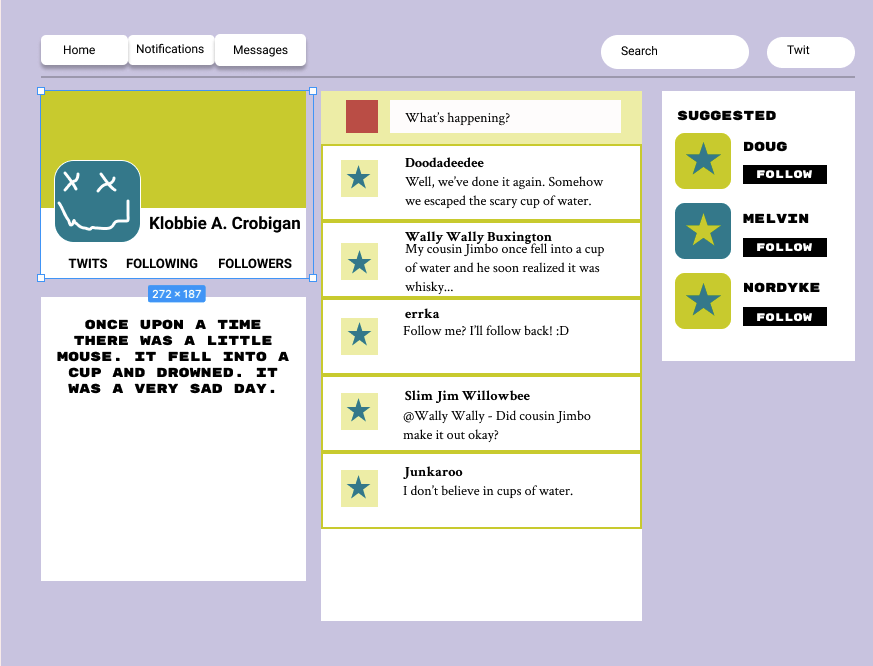 Home
Notifications
Messages
Search
Twit
Klobbie A. Crobigan
TWITS
FOLLOWING
FOLLOWERS
272 × 187
ONCE UPON A TIME
THERE WAS A LITTLE
MOUSE. IT FELL INTO A
CUP AND DROWNED. IT
WAS A VERY SAD DAY.
What's happening?
Doodadeedee
Well, we've done it again. Somehow
we escaped the scary cup of water.
Wally Wally Buxington
My cousin Jimbo once fell into a cup
of water and he soon realized it was
whisky...
errka
Follow me? I'll follow back! :D
Slim Jim Willowbee
@Wally Wally - Did cousin Jimbo
make it out okay?
Junkaroo
I don't believe in cups of water.
SUGGESTED
DOUG
FOLLOW
MELVIN
FOLLOW
NORDYKE
FOLLOW